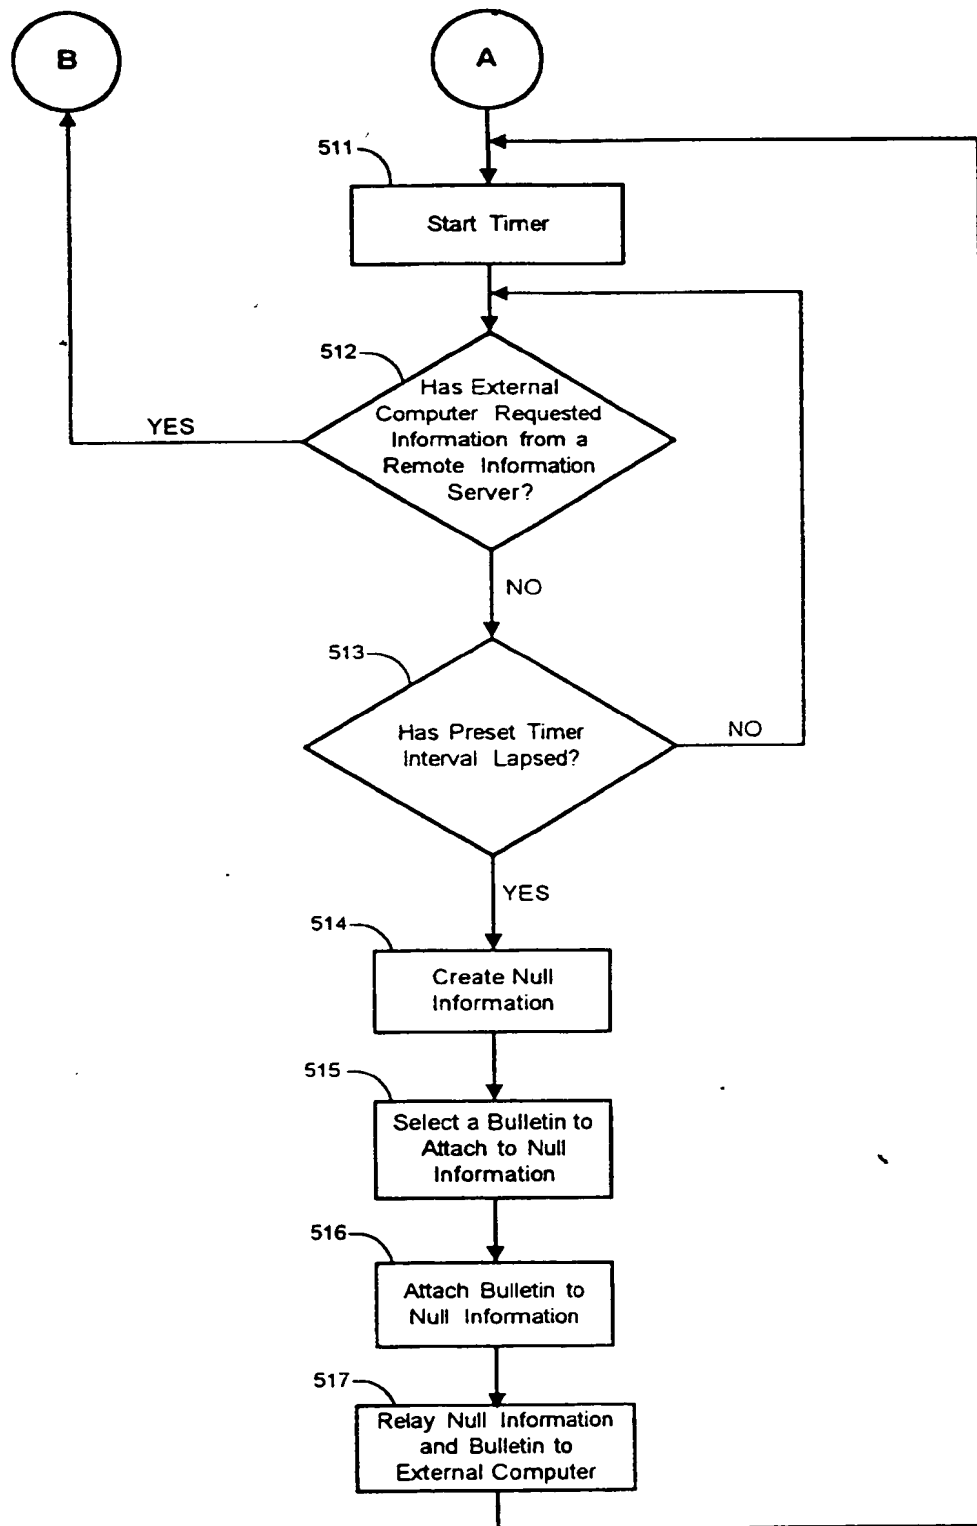 B
A
511
Start Timer
512
Has External
Computer Requested
Information from a
Remote Information
Server?
YES
NO
513
Has Preset Timer
Interval Lapsed?
NO
YES
514
Create Null
Information
515
Select a Bulletin to
Attach to Null
Information
516
Attach Bulletin to
Null Information
517
Relay Null Information
and Bulletin to
External Computer